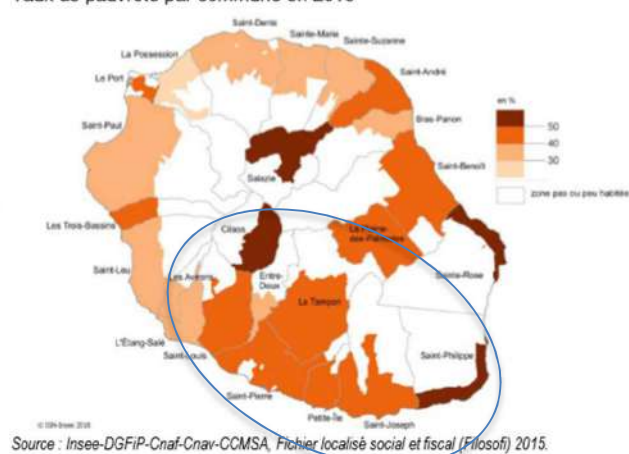 Taux de pauvreté par commune en 2015
Saint-Denis
Sainte-Marie
Sainte-Suzanne
La Possession
Le Port
Saint-André
en %
50
40
30
Bras-Panon
Saint-Paul
Saint-Benoît
Salazie
zone pas ou peu habitée
Les Trois-Bassins
Cilaos
La Plaine-
des-Palmistes
Saint-Leu
Les Avirons
Entre-
Deux
Sainte-Rose
Le Tampon
L'Étang-Salé
Saint-Louis
Saint-Philippe
Saint-Pierre
Petite-Île
Saint-Joseph
© IGN-Insee 2018
Source : Insee-DGFiP-Cnaf-Cnav-CCMSA, Fichier localisé social et fiscal (Filosofi) 2015.